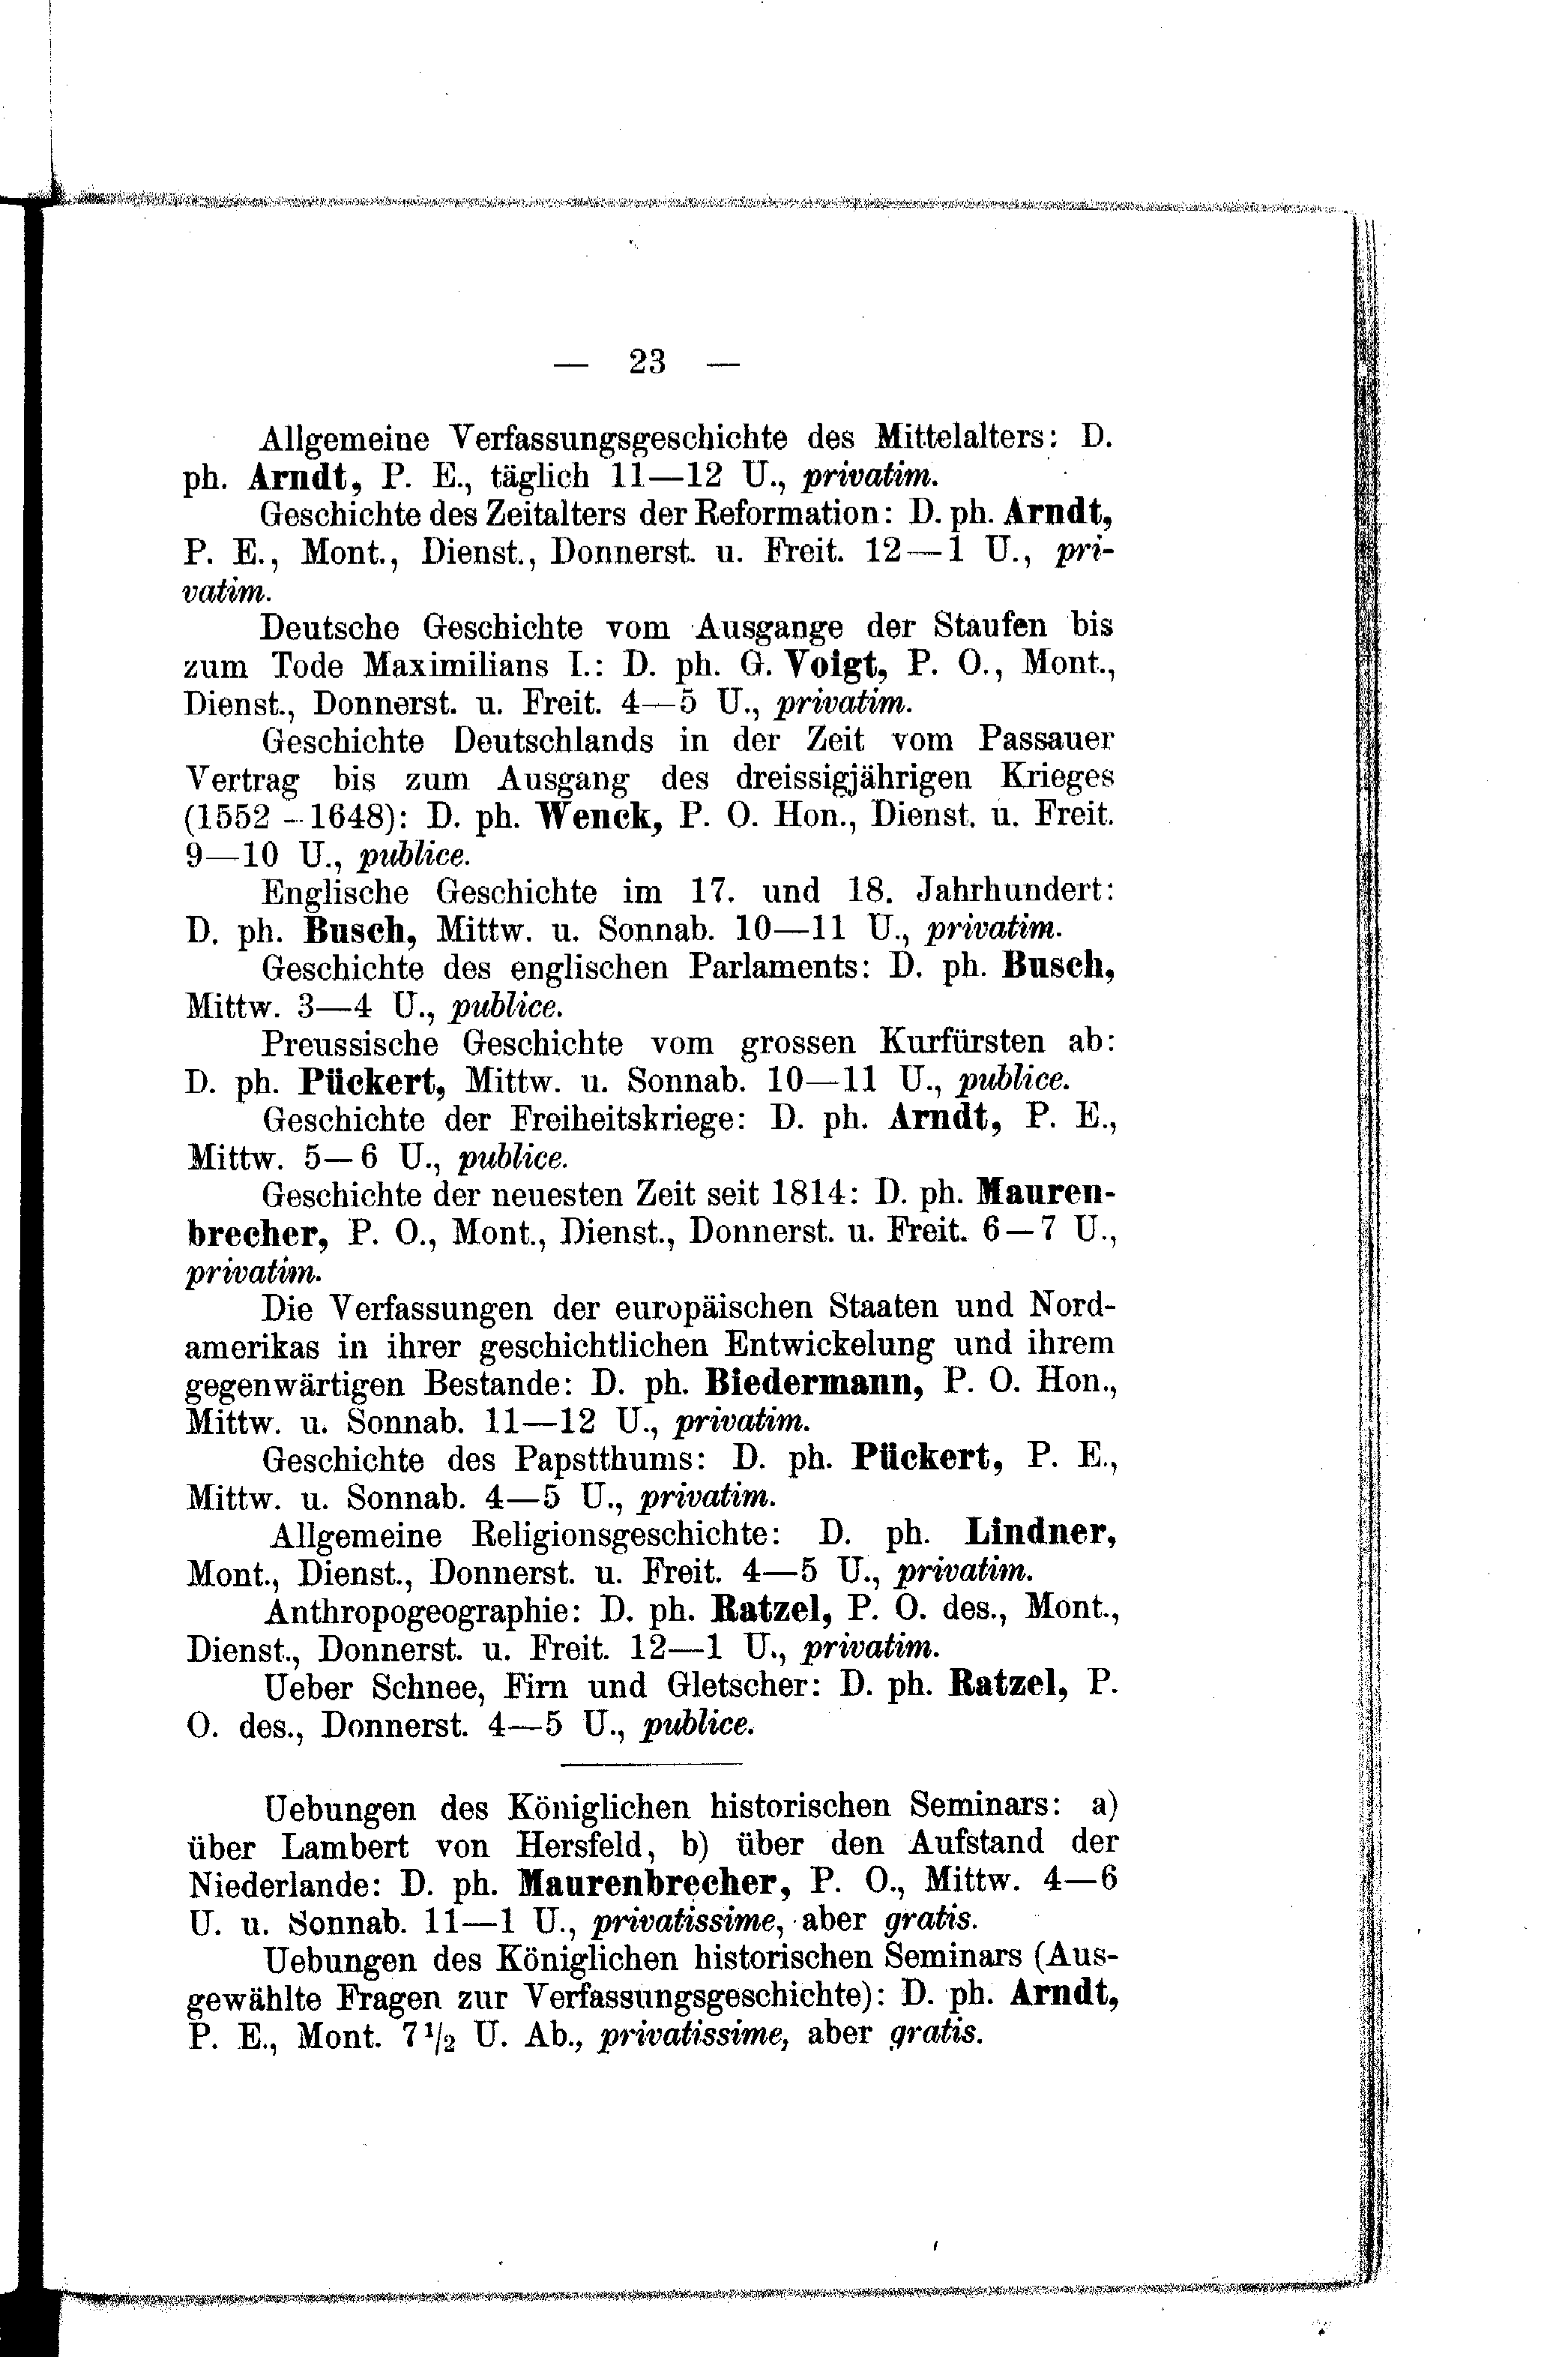 — 23 —
Allgemeine Verfassungsgeschichte des Mittelalters: D.
ph. Arndt, P. E., täglich 11—12 U., privatim.
Geschichte des Zeitalters der Reformation: D. ph. Arndt,
P. E., Mont., Dienst., Donnerst. u. Freit. 12—1 U., pri-
vatim.
Deutsche Geschichte vom Ausgange der Staufen bis
zum Tode Maximilians I.: D. ph. G. Voigt, P. O., Mont.,
Dienst., Donnerst. u. Freit. 4—5 U., privatim.
Geschichte Deutschlands in der Zeit vom Passauer
Vertrag bis zum Ausgang des dreissigjährigen Krieges
(1552 – 1648): D. ph. Wenck, P. O. Hon., Dienst. u. Freit.
9—10 U., publice.
Englische Geschichte im 17. und 18. Jahrhundert:
D. ph. Busch, Mittw. u. Sonnab. 10—11 U., privatim.
Geschichte des englischen Parlaments: D. ph. Busch,
Mittw. 3—4 U., publice.
Preussische Geschichte vom grossen Kurfürsten ab:
D. ph. Pückert, Mittw. u. Sonnab. 10—11 U., publice.
Geschichte der Freiheitskriege: D. ph. Arndt, P. E.,
Mittw. 5—6 U., publice.
Geschichte der neuesten Zeit seit 1814: D. ph. Mauren-
brecher, P. O., Mont., Dienst., Donnerst. u. Freit. 6—7 U.,
privatim.
Die Verfassungen der europäischen Staaten und Nord-
amerikas in ihrer geschichtlichen Entwickelung und ihrem
gegenwärtigen Bestande: D. ph. Biedermann, P. O. Hon.,
Mittw. u. Sonnab. 11—12 U., privatim.
Geschichte des Papstthums: D. ph. Pückert, P. E.,
Mittw. u. Sonnab. 4—5 U., privatim.
Allgemeine Religionsgeschichte: D. ph. Lindner,
Mont., Dienst., Donnerst. u. Freit. 4—5 U., privatim.
Anthropogeographie: D. ph. Ratzel, P. O. des., Mont.,
Dienst., Donnerst. u. Freit. 12—1 U., privatim.
Ueber Schnee, Firn und Gletscher: D. ph. Ratzel, P.
O. des., Donnerst. 4—5 U., publice.
Uebungen des Königlichen historischen Seminars: a)
über Lambert von Hersfeld, b) über den Aufstand der
Niederlande: D. ph. Maurenbrecher, P. O., Mittw. 4—6
U. u. Sonnab. 11—1 U., privatissime, aber gratis.
Uebungen des Königlichen historischen Seminars (Aus-
gewählte Fragen zur Verfassungsgeschichte): D. ph. Arndt,
P. E., Mont. 7 1/2 U. Ab., privatissime, aber gratis.